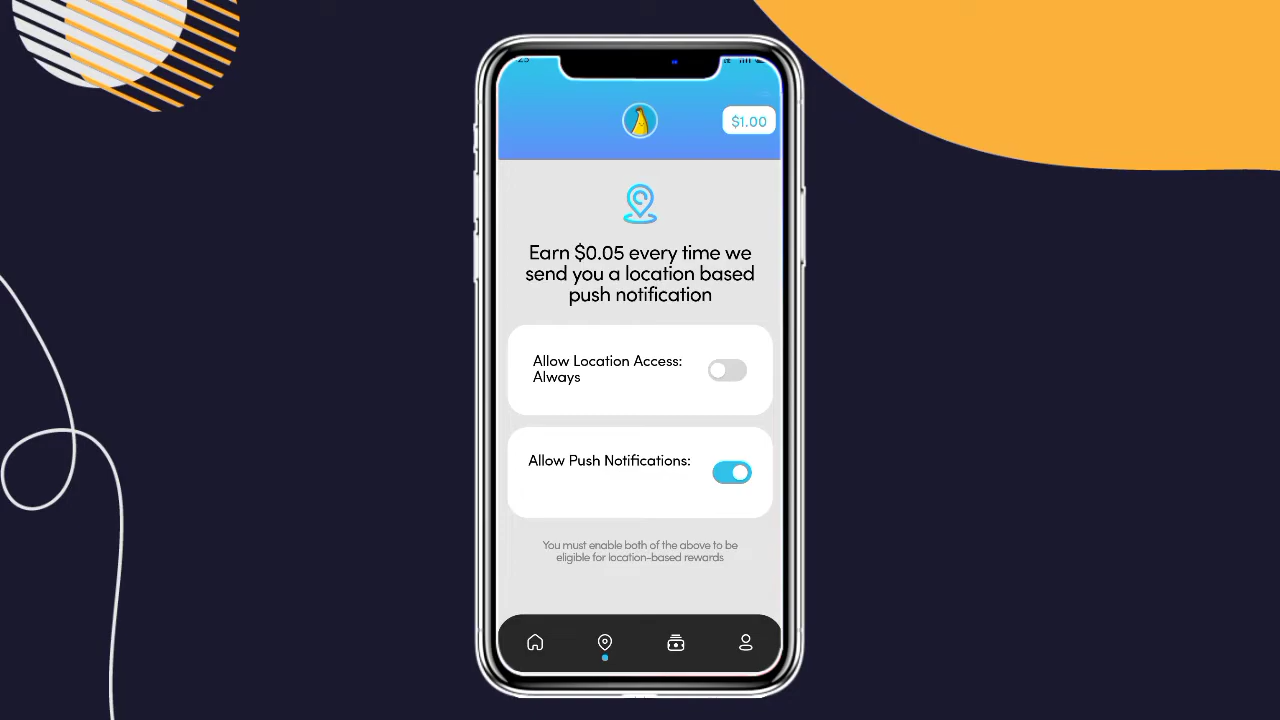 $1.00
Earn $0.05 every time we
send you a location based
push notification
Allow Location Access:
Always
Allow Push Notifications:
You must enable both of the above to be
eligible for location-based rewards